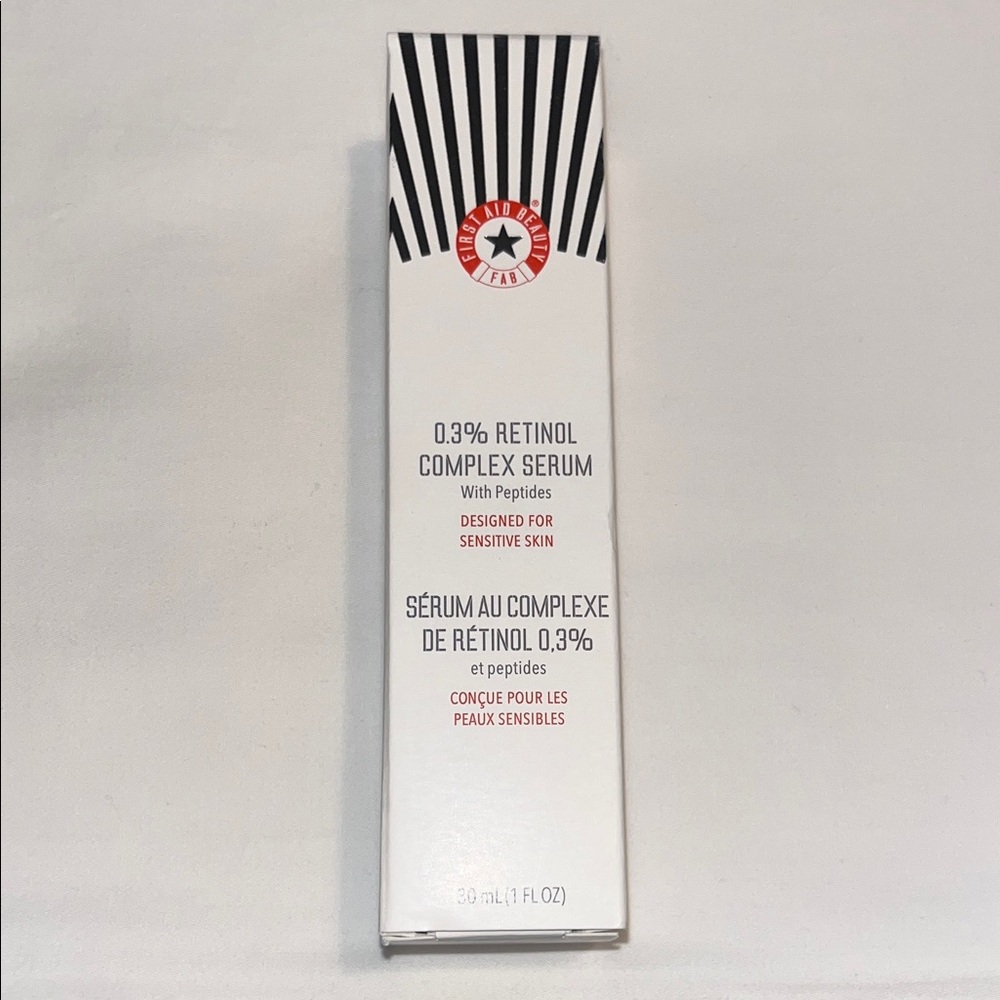 FIRST AID BEAUTY®
FAB
0.3% RETINOL
COMPLEX SERUM
With Peptides
DESIGNED FOR
SENSITIVE SKIN
SÉRUM AU COMPLEXE
DE RÉTINOL 0,3%
et peptides
CONÇUE POUR LES
PEAUX SENSIBLES
30 mL (1 FL OZ)